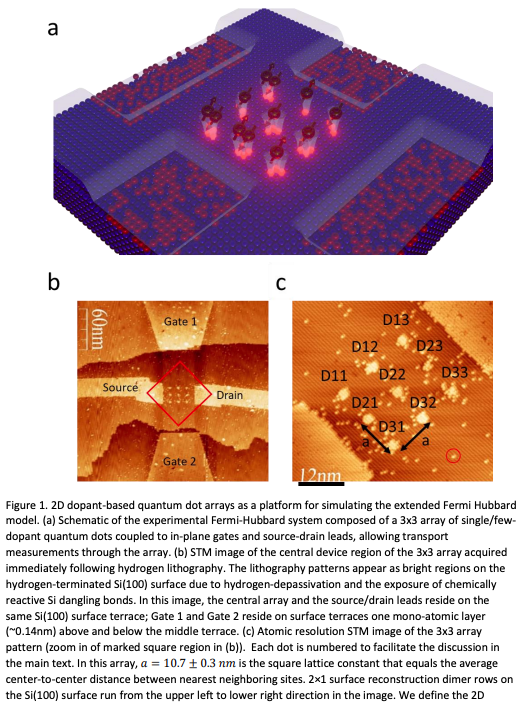 a
b
c
60nm
Gate 1
Source
Drain
Gate 2
D13
D12
D23
D11
D22
D33
D21
D32
D31
a
a
12nm
Figure 1. 2D dopant-based quantum dot arrays as a platform for simulating the extended Fermi Hubbard
model. (a) Schematic of the experimental Fermi-Hubbard system composed of a 3x3 array of single/few-
dopant quantum dots coupled to in-plane gates and source-drain leads, allowing transport
measurements through the array. (b) STM image of the central device region of the 3x3 array acquired
immediately following hydrogen lithography. The lithography patterns appear as bright regions on the
hydrogen-terminated Si(100) surface due to hydrogen-depassivation and the exposure of chemically
reactive Si dangling bonds. In this image, the central array and the source/drain leads reside on the
same Si(100) surface terrace; Gate 1 and Gate 2 reside on surface terraces one mono-atomic layer
(~0.14nm) above and below the middle terrace. (c) Atomic resolution STM image of the 3x3 array
pattern (zoom in of marked square region in (b)). Each dot is numbered to facilitate the discussion in
the main text. In this array, a = 10.7 ± 0.3 nm is the square lattice constant that equals the average
center-to-center distance between nearest neighboring sites. 2×1 surface reconstruction dimer rows on
the Si(100) surface run from the upper left to lower right direction in the image. We define the 2D